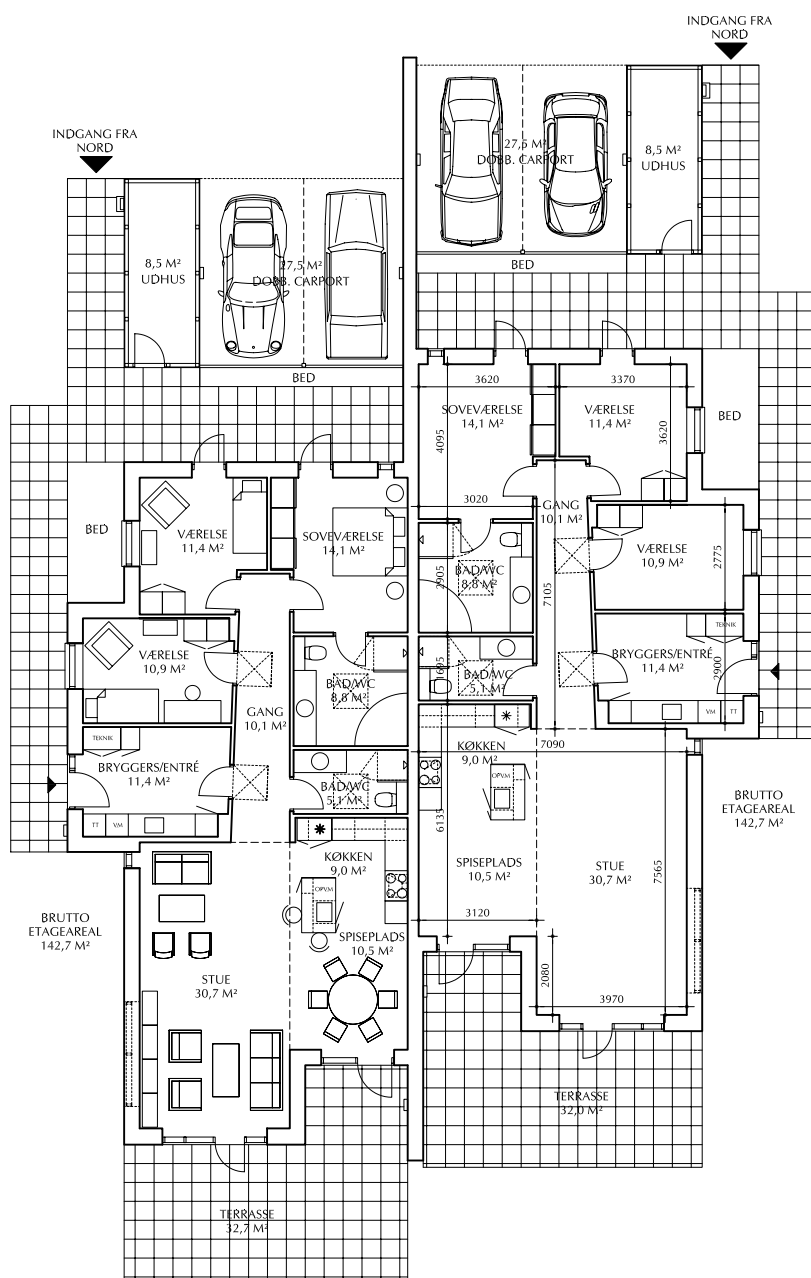 INDGANG FRA
NORD
27,5 M²
DOBB. CARPORT
8,5 M²
UDHUS
BED
INDGANG FRA
NORD
8,5 M²
UDHUS
27,5 M²
DOBB. CARPORT
BED
3620
SOVEVÆRELSE
14,1 M²
4095
3020
3370
VÆRELSE
11,4 M²
3620
BED
GANG
10,1 M²
7105
BAD/WC
8,8 M²
2905
VÆRELSE
10,9 M²
2775
BAD/WC
5,1 M²
1695
TEKNIK
BRYGGERS/ENTRÉ
11,4 M²
2900
VM
TT
KØKKEN
9,0 M²
7090
OPVM
6135
SPISEPLADS
10,5 M²
3120
STUE
30,7 M²
7565
2080
3970
BRUTTO
ETAGEAREAL
142,7 M²
TERRASSE
32,0 M²
BED
VÆRELSE
11,4 M²
SOVEVÆRELSE
14,1 M²
VÆRELSE
10,9 M²
GANG
10,1 M²
BAD/WC
8,8 M²
TEKNIK
BRYGGERS/ENTRÉ
11,4 M²
TT
VM
BAD/WC
5,1 M²
KØKKEN
9,0 M²
OPVM
SPISEPLADS
10,5 M²
STUE
30,7 M²
BRUTTO
ETAGEAREAL
142,7 M²
TERRASSE
32,7 M²